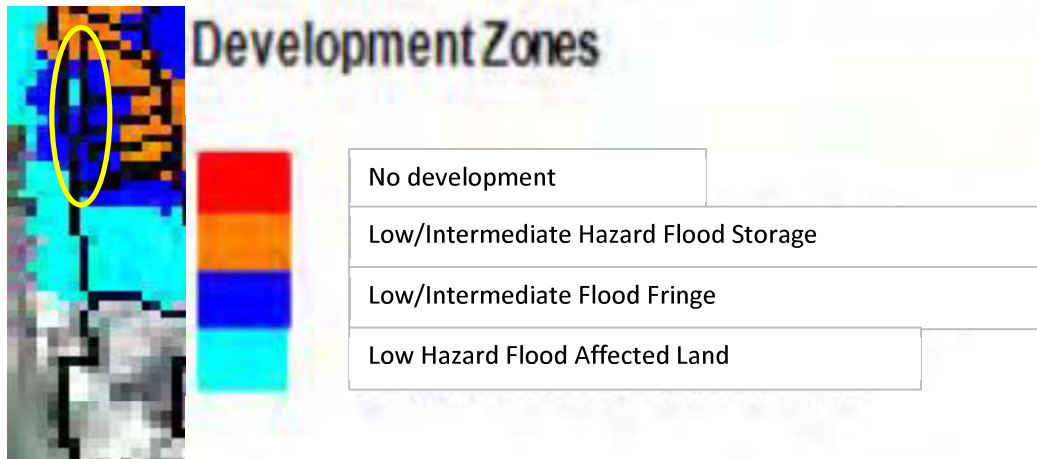 Development Zones
No development
Low/Intermediate Hazard Flood Storage
Low/Intermediate Flood Fringe
Low Hazard Flood Affected Land